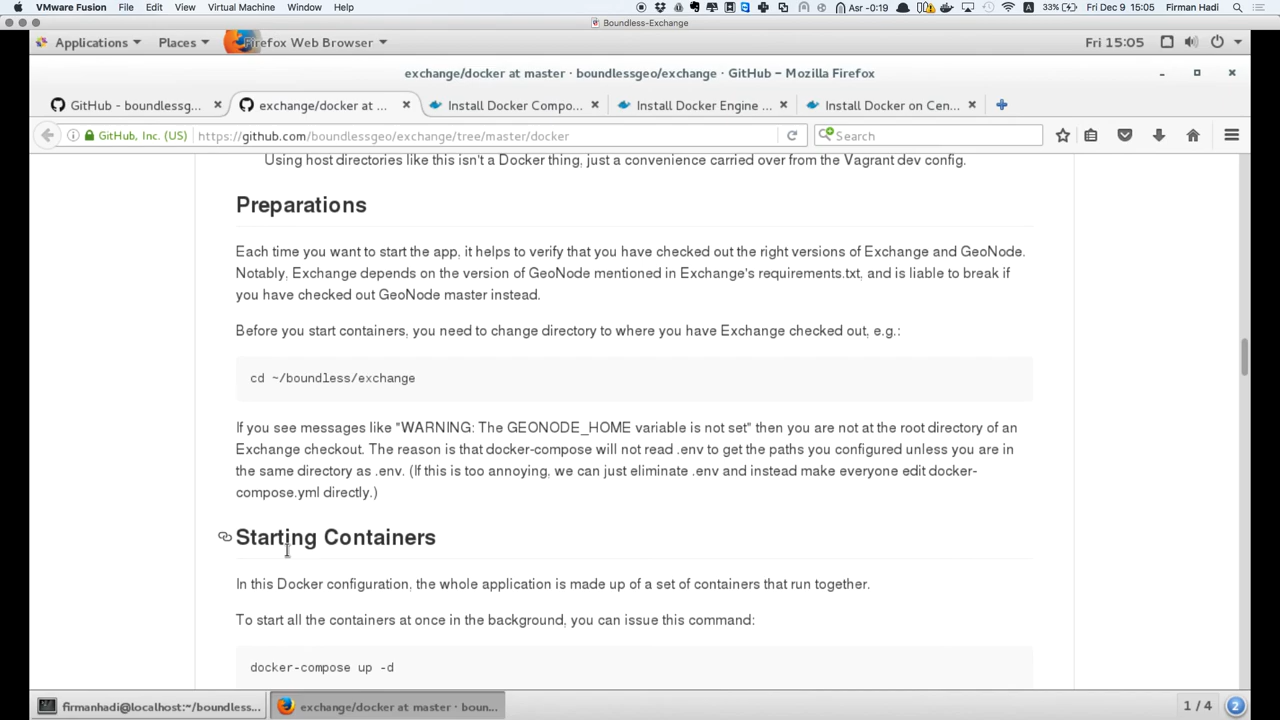 VMware Fusion File Edit View Virtual Machine Window Help Asr -0:19 33% Fri Dec 9 15:05 Firman Hadi
Boundless-Exchange
Applications Places Firefox Web Browser Fri 15:05
exchange/docker at master · boundlessgeo/exchange · GitHub – Mozilla Firefox
GitHub - boundlessg... exchange/docker at ... Install Docker Compo... Install Docker Engine ... Install Docker on Cen...
GitHub, Inc. (US) https://github.com/boundlessgeo/exchange/tree/master/docker Search
Using host directories like this isn't a Docker thing, just a convenience carried over from the Vagrant dev config.
Preparations
Each time you want to start the app, it helps to verify that you have checked out the right versions of Exchange and GeoNode.
Notably, Exchange depends on the version of GeoNode mentioned in Exchange's requirements.txt, and is liable to break if
you have checked out GeoNode master instead.
Before you start containers, you need to change directory to where you have Exchange checked out, e.g.:
cd ~/boundless/exchange
If you see messages like "WARNING: The GEONODE_HOME variable is not set" then you are not at the root directory of an
Exchange checkout. The reason is that docker-compose will not read .env to get the paths you configured unless you are in
the same directory as .env. (If this is too annoying, we can just eliminate .env and instead make everyone edit docker-
compose.yml directly.)
Starting Containers
In this Docker configuration, the whole application is made up of a set of containers that run together.
To start all the containers at once in the background, you can issue this command:
docker-compose up -d
firmanhadi@localhost:~/boundless... exchange/docker at master · boun... 1 / 4 2